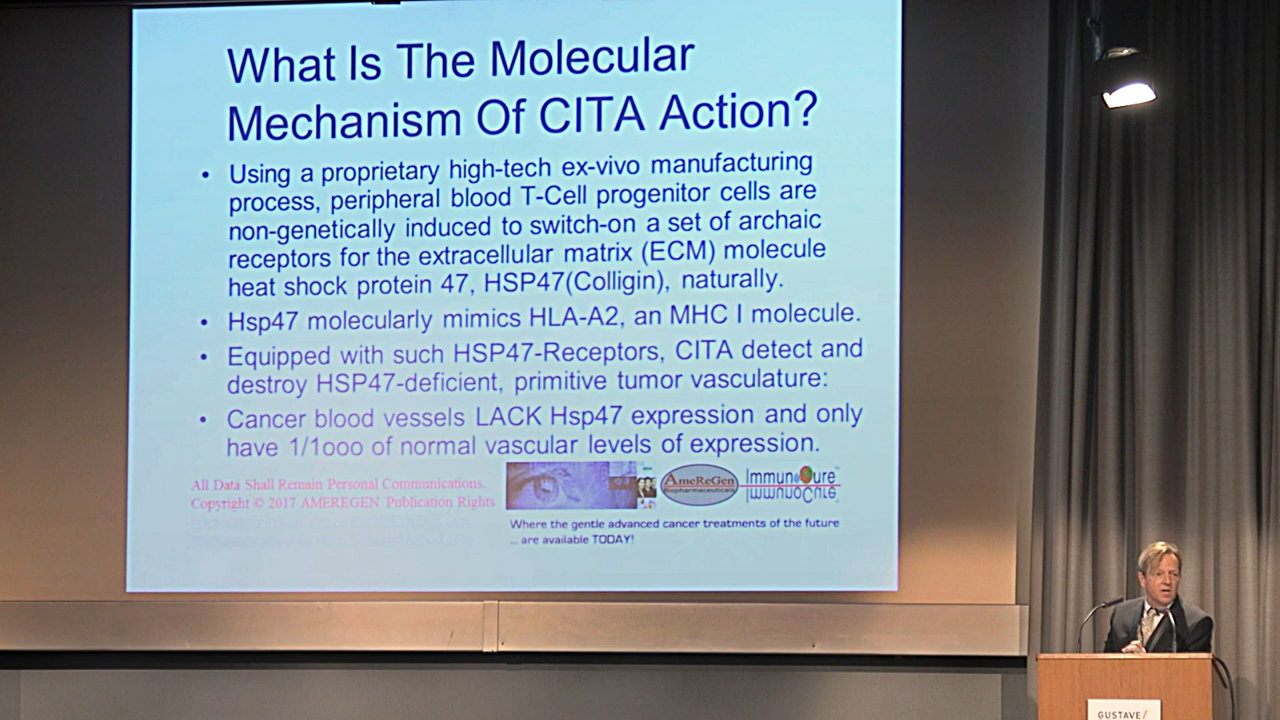 What Is The Molecular
Mechanism Of CITA Action?
• Using a proprietary high-tech ex-vivo manufacturing
process, peripheral blood T-Cell progenitor cells are
non-genetically induced to switch-on a set of archaic
receptors for the extracellular matrix (ECM) molecule
heat shock protein 47, HSP47(Colligin), naturally.
• Hsp47 molecularly mimics HLA-A2, an MHC I molecule.
• Equipped with such HSP47-Receptors, CITA detect and
destroy HSP47-deficient, primitive tumor vasculature:
• Cancer blood vessels LACK Hsp47 expression and only
have 1/1ooo of normal vascular levels of expression.
All Data Shall Remain Personal Communications.
Copyright © 2017 AMEREGEN Publication Rights
AmeReGen
Biopharmaceuticals
Immun Cure
Where the gentle advanced cancer treatments of the future
... are available TODAY!
GUSTAVE/